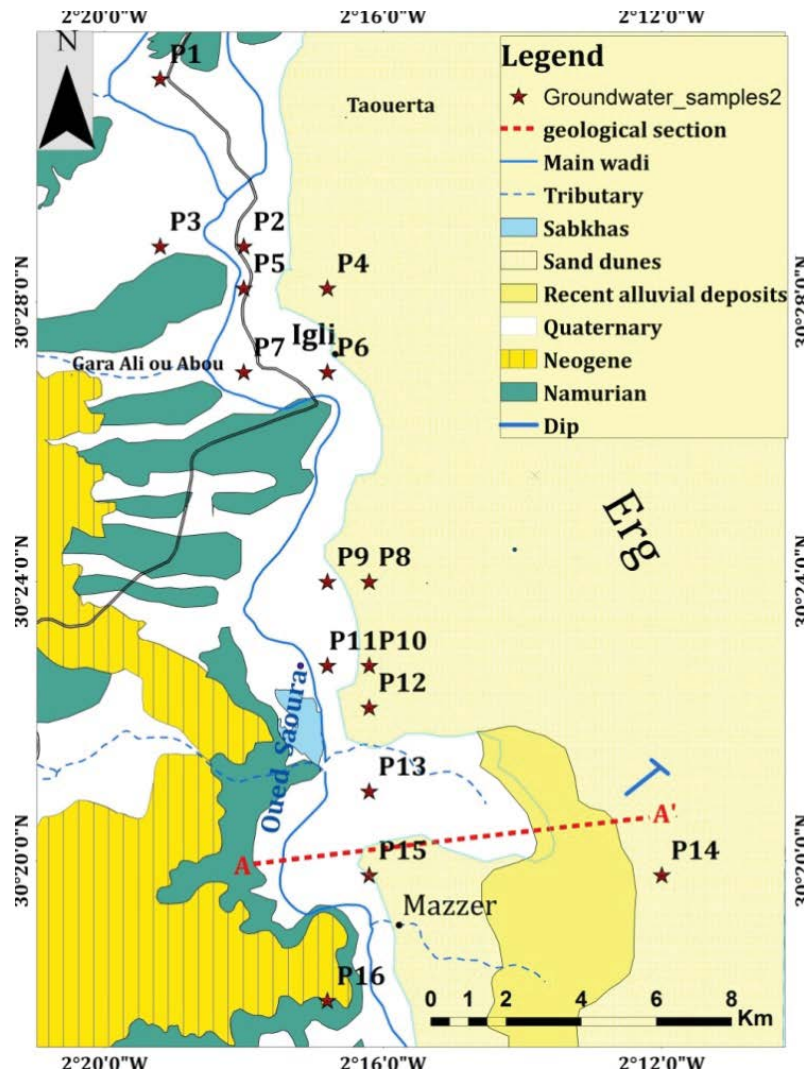 2°20'0"W 2°16'0"W 2°12'0"W
N
P1
Taouerta
Legend
Groundwater_samples2
geological section
Main wadi
Tributary
Sabkhas
Sand dunes
Recent alluvial deposits
Quaternary
Neogene
Namurian
Dip
P3 P2
P5 P4
30°28'0"N 30°28'0"N
Igli
Gara Ali ou Abou P7 P6
Erg
30°24'0"N 30°24'0"N
P9 P8
P11 P10
P12
Oued Saoura
P13
A A'
30°20'0"N 30°20'0"N
P15 P14
Mazzer
P16
0 1 2 4 6 8
Km
2°20'0"W 2°16'0"W 2°12'0"W